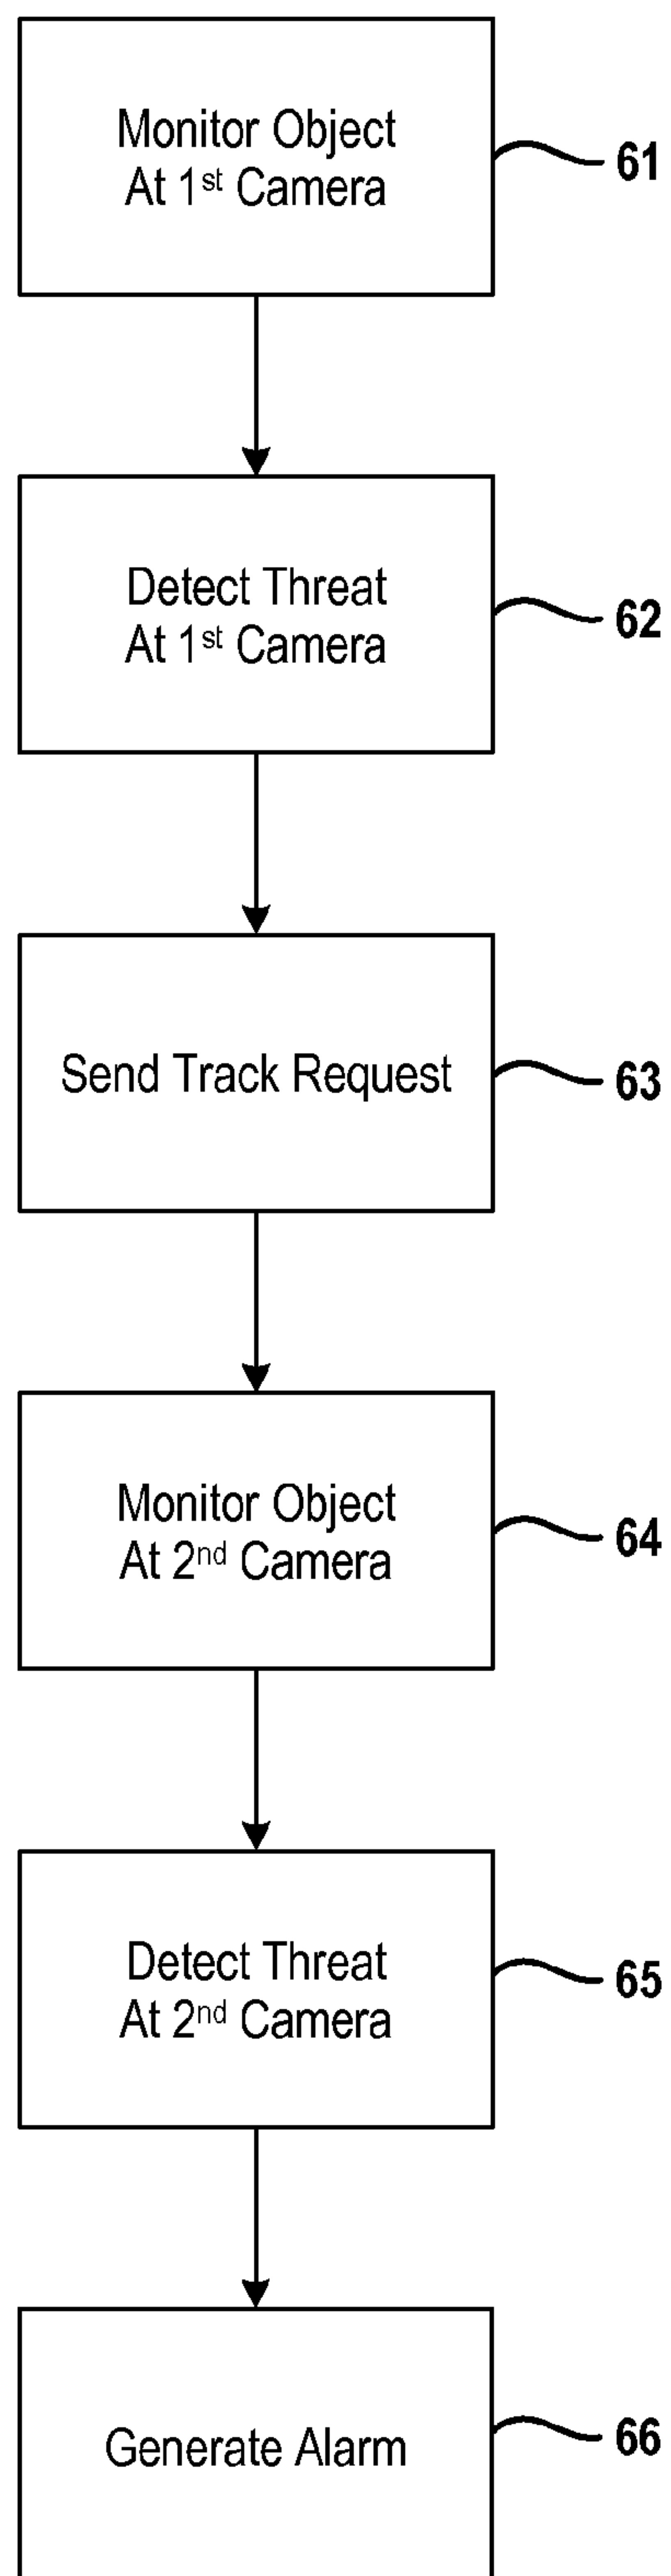 Monitor Object
At 1st Camera
61
Detect Threat
At 1st Camera
62
Send Track Request
63
Monitor Object
At 2nd Camera
64
Detect Threat
At 2nd Camera
65
Generate Alarm
66